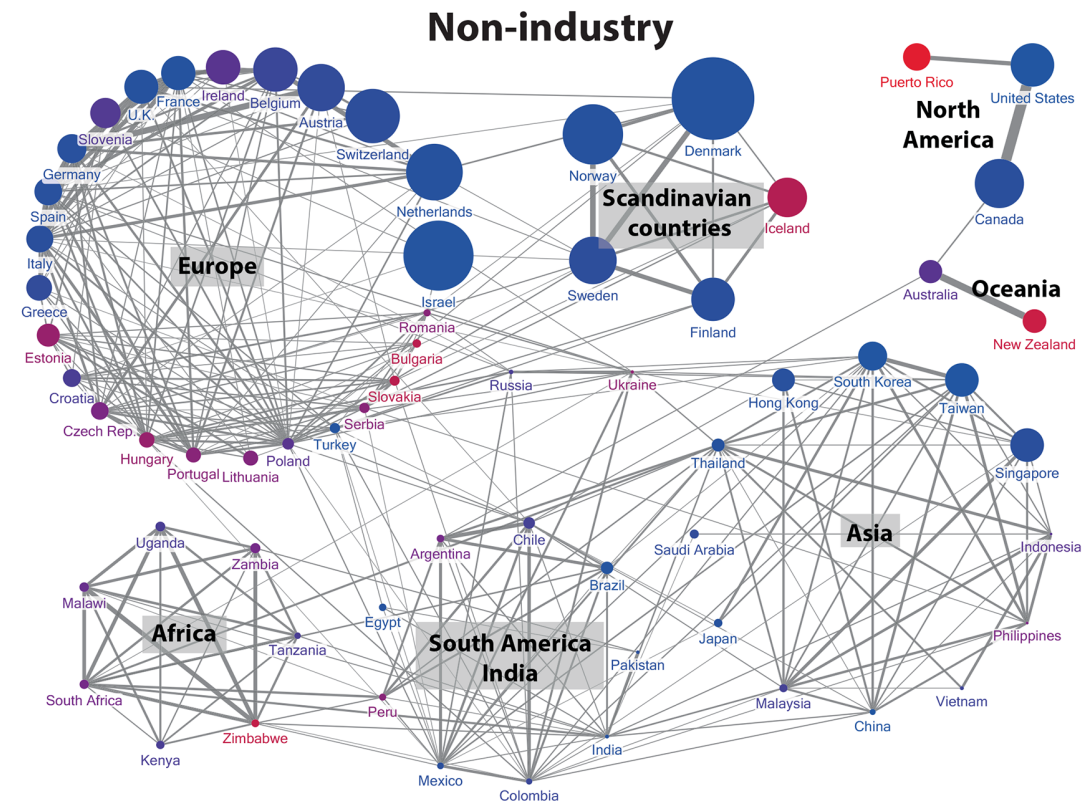 Non-industry
Puerto Rico
United States
North
America
Canada
Australia
Oceania
New Zealand
Denmark
Norway
Scandinavian
countries
Iceland
Sweden
Finland
Ireland
France
Belgium
U.K.
Austria
Slovenia
Switzerland
Germany
Netherlands
Spain
Italy
Europe
Israel
Greece
Romania
Estonia
Bulgaria
Croatia
Slovakia
Czech Rep.
Serbia
Turkey
Hungary
Portugal
Lithuania
Poland
Russia
Ukraine
Hong Kong
South Korea
Taiwan
Thailand
Singapore
Saudi Arabia
Asia
Indonesia
Japan
Philippines
Pakistan
Malaysia
Vietnam
China
Argentina
Chile
Brazil
Egypt
South America
India
Peru
India
Mexico
Colombia
Uganda
Zambia
Malawi
Africa
Tanzania
South Africa
Zimbabwe
Kenya